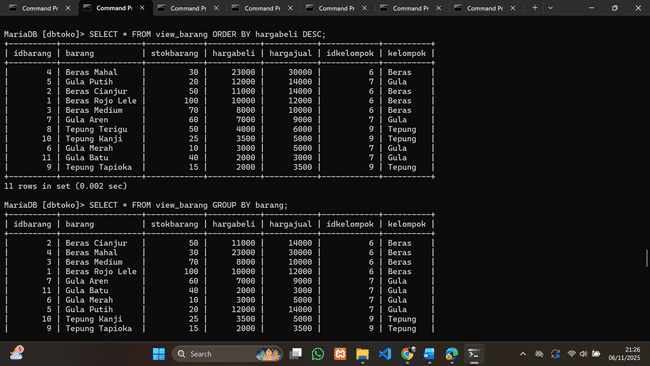 Command Pr
Command Pr
Command Pr
Command Pr
Command Pr
Command Pr
Command Pr
MariaDB [dbtoko]> SELECT * FROM view_barang ORDER BY hargabeli DESC;
+----------+-----------------+------------+-----------+-----------+------------+----------+
| idbarang | barang | stokbarang | hargabeli | hargajual | idkelompok | kelompok |
+----------+-----------------+------------+-----------+-----------+------------+----------+
| 4 | Beras Mahal | 30 | 23000 | 30000 | 6 | Beras |
| 5 | Gula Putih | 20 | 12000 | 14000 | 7 | Gula |
| 2 | Beras Cianjur | 50 | 11000 | 14000 | 6 | Beras |
| 1 | Beras Rojo Lele | 100 | 10000 | 12000 | 6 | Beras |
| 3 | Beras Medium | 70 | 8000 | 10000 | 6 | Beras |
| 7 | Gula Aren | 60 | 7000 | 9000 | 7 | Gula |
| 8 | Tepung Terigu | 50 | 4000 | 6000 | 9 | Tepung |
| 10 | Tepung Kanji | 25 | 3500 | 5000 | 9 | Tepung |
| 6 | Gula Merah | 10 | 3000 | 5000 | 7 | Gula |
| 11 | Gula Batu | 40 | 2000 | 3000 | 7 | Gula |
| 9 | Tepung Tapioka | 15 | 2000 | 3500 | 9 | Tepung |
+----------+-----------------+------------+-----------+-----------+------------+----------+
11 rows in set (0.002 sec)
MariaDB [dbtoko]> SELECT * FROM view_barang GROUP BY barang;
+----------+-----------------+------------+-----------+-----------+------------+----------+
| idbarang | barang | stokbarang | hargabeli | hargajual | idkelompok | kelompok |
+----------+-----------------+------------+-----------+-----------+------------+----------+
| 2 | Beras Cianjur | 50 | 11000 | 14000 | 6 | Beras |
| 4 | Beras Mahal | 30 | 23000 | 30000 | 6 | Beras |
| 3 | Beras Medium | 70 | 8000 | 10000 | 6 | Beras |
| 1 | Beras Rojo Lele | 100 | 10000 | 12000 | 6 | Beras |
| 7 | Gula Aren | 60 | 7000 | 9000 | 7 | Gula |
| 11 | Gula Batu | 40 | 2000 | 3000 | 7 | Gula |
| 6 | Gula Merah | 10 | 3000 | 5000 | 7 | Gula |
| 5 | Gula Putih | 20 | 12000 | 14000 | 7 | Gula |
| 10 | Tepung Kanji | 25 | 3500 | 5000 | 9 | Tepung |
| 9 | Tepung Tapioka | 15 | 2000 | 3500 | 9 | Tepung |
Search
21:26
06/11/2025